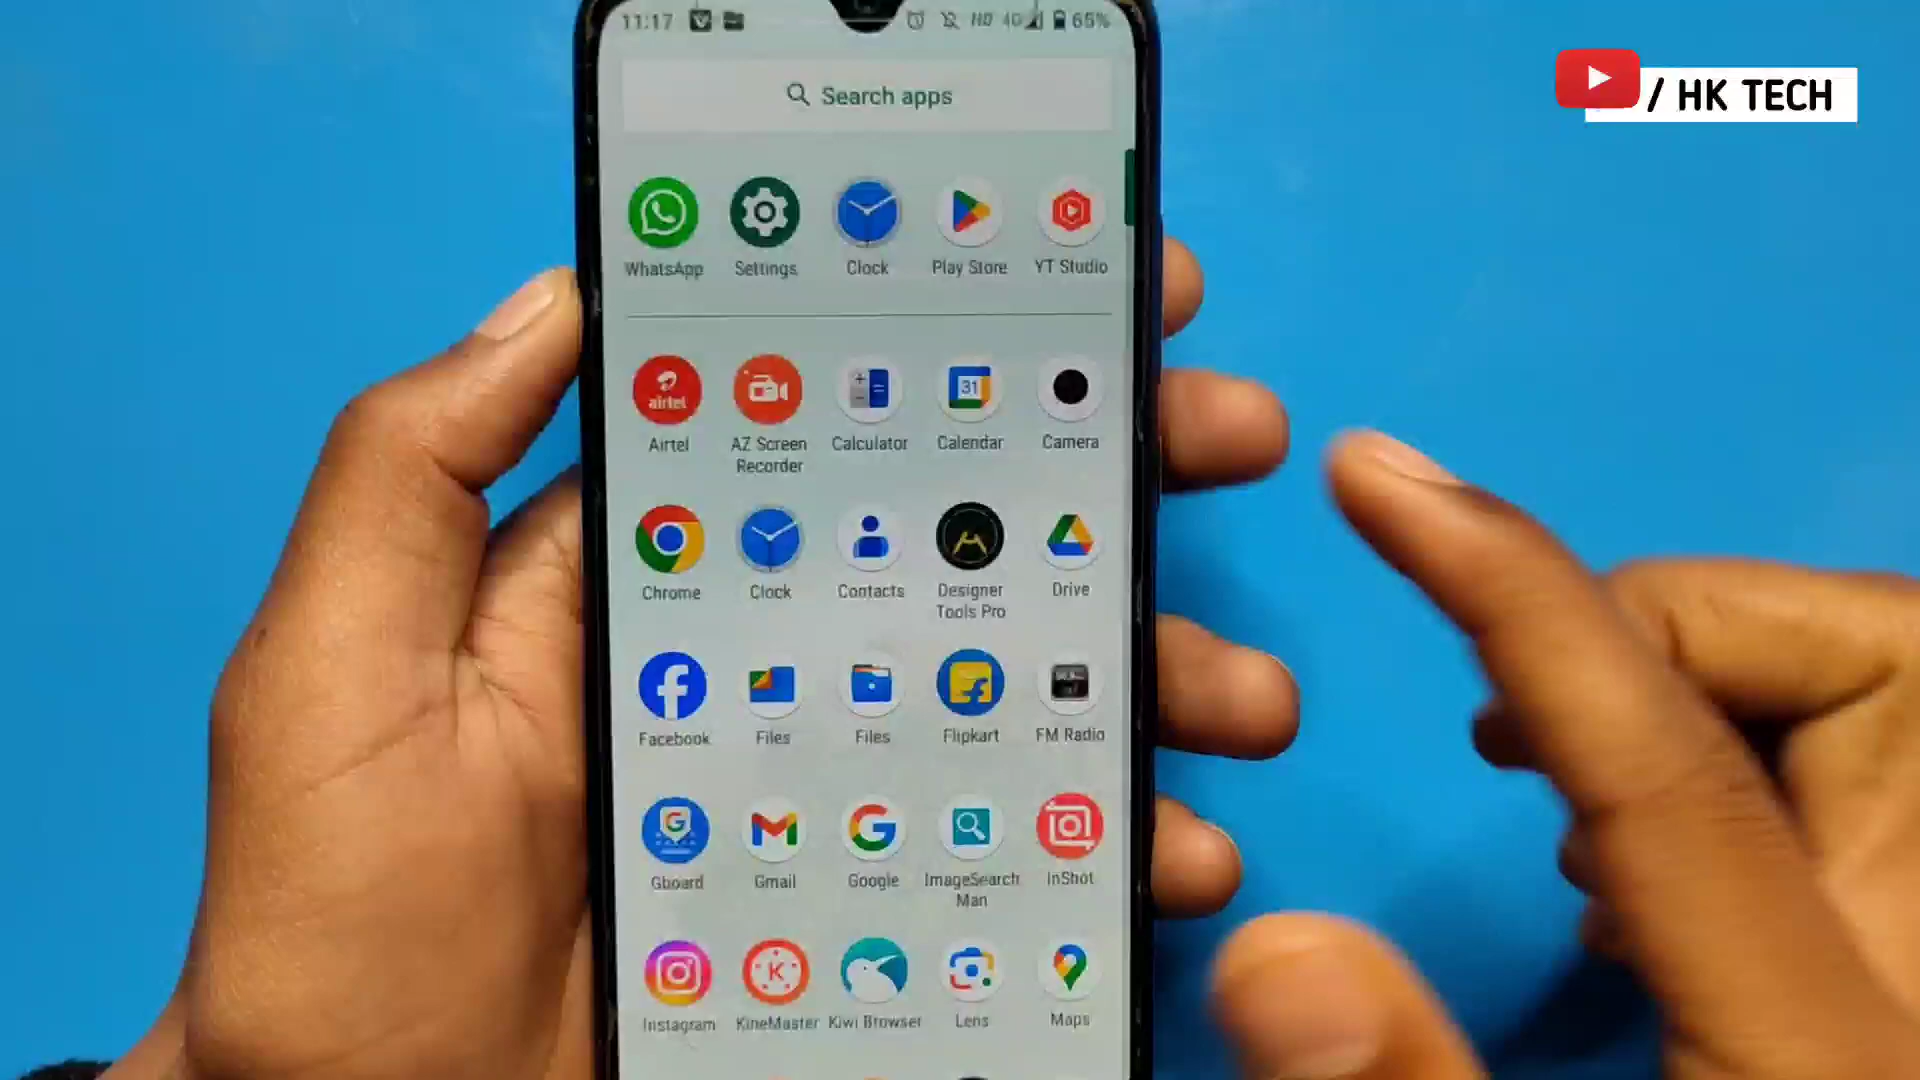 11:17 HD 4G 65%
/ HK TECH
Search apps
WhatsApp Settings Clock Play Store YT Studio
airtel 31
Airtel AZ Screen Recorder Calculator Calendar Camera
Chrome Clock Contacts Designer Tools Pro Drive
Facebook Files Files Flipkart FM Radio
Gboard Gmail Google ImageSearch Man InShot
Instagram KineMaster Kiwi Browser Lens Maps